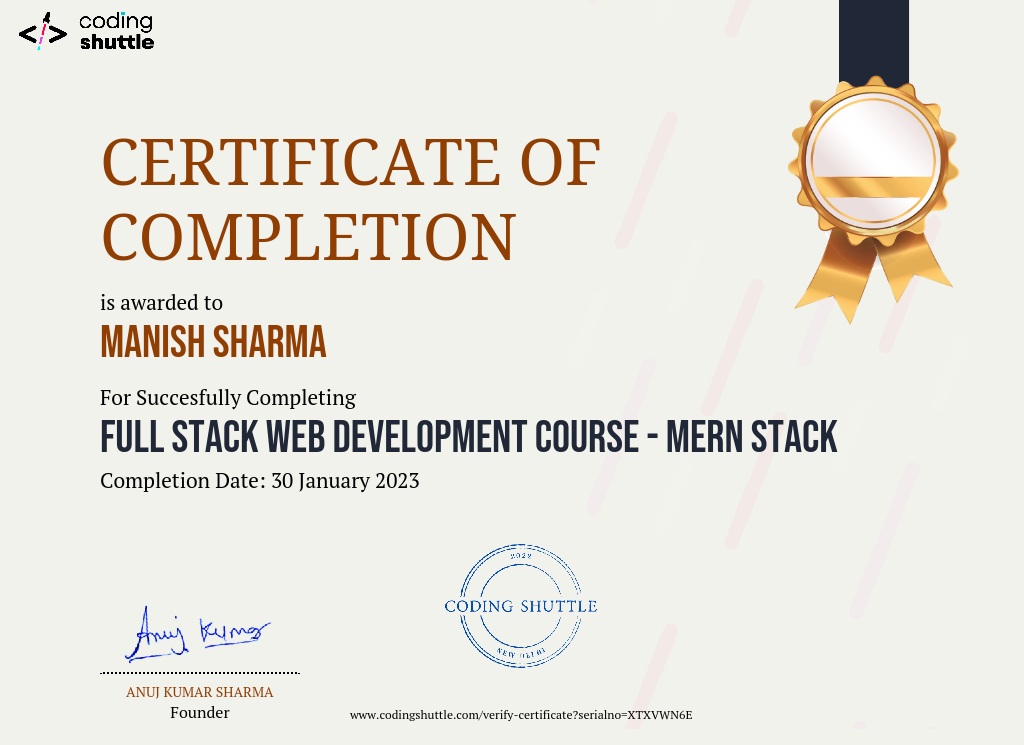 coding
shuttle
CERTIFICATE OF
COMPLETION
is awarded to
MANISH SHARMA
For Succesfully Completing
FULL STACK WEB DEVELOPMENT COURSE - MERN STACK
Completion Date: 30 January 2023
2022
CODING SHUTTLE
NEW DELHI
Anuj Kumar
ANUJ KUMAR SHARMA
Founder
www.codingshuttle.com/verify-certificate?serialno=XTXVWN6E